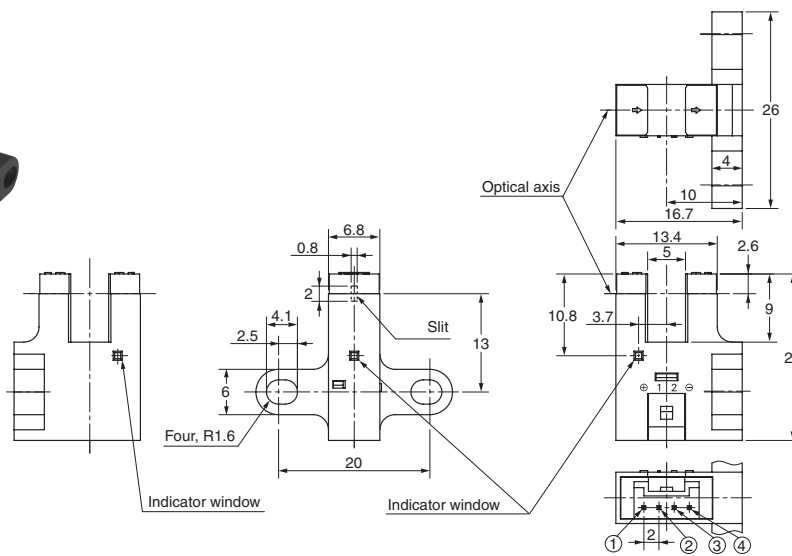 26
4
10
16.7
Optical axis
6.8
0.8
13.4
5
2.6
2
4.1
2.5
Slit
13
10.8
3.7
9
6
⊕ 1 2 ⊖
Four, R1.6
20
Indicator window
Indicator window
2
① ② ③ ④